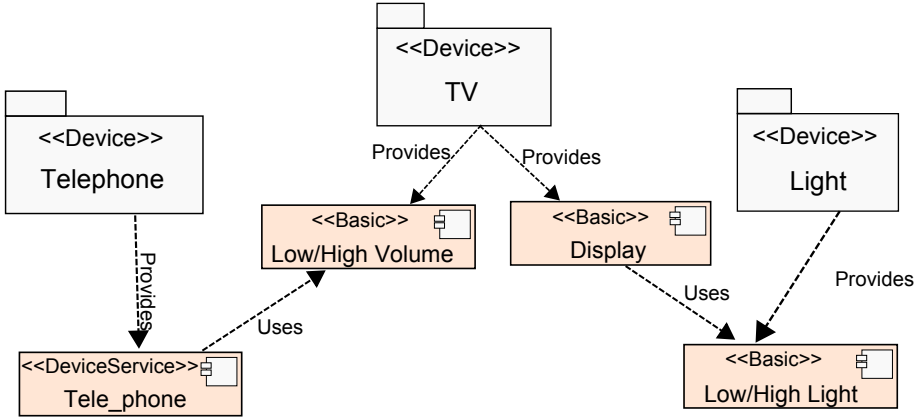 <<Device>>
TV
<<Device>>
Telephone
<<Device>>
Light
Provides
Provides
<<Basic>>
Low/High Volume
<<Basic>>
Display
Provides
Provides
Uses
Uses
<<DeviceService>>
Tele_phone
<<Basic>>
Low/High Light